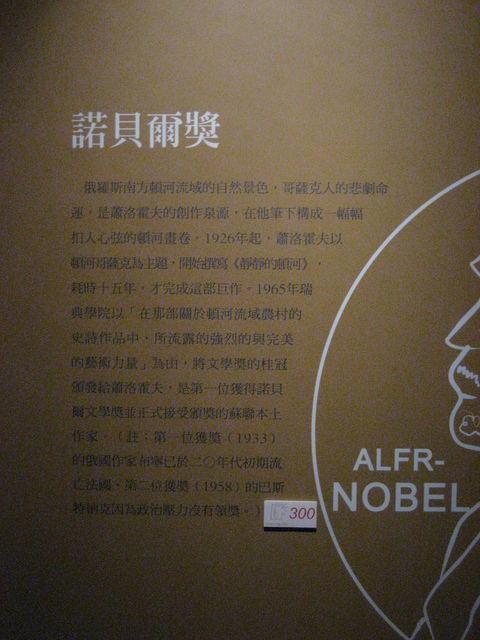 諾貝爾獎
俄羅斯南方頓河流域的自然景色，哥薩克人的悲劇命
運，是蕭洛霍夫的創作泉源，在他筆下構成一幅幅
扣人心弦的頓河畫卷，1926年起，蕭洛霍夫以
頓河哥薩克為主題，開始撰寫《靜靜的頓河》，
耗時十五年，才完成這部巨作。1965年瑞
典學院以「在那部關於頓河流域農村的
史詩作品中，所流露的強烈的與完美
的藝術力量」為由，將文學獎的桂冠
頒發給蕭洛霍夫，是第一位獲得諾貝
爾文學獎並正式接受頒獎的蘇聯本土
作家。（註：第一位獲獎（1933）
的俄國作家布寧已於二〇年代初期流
亡法國。第二位獲獎（1958）的巴斯
特納克因為政治壓力沒有領獎。）
300
ALFR-
NOBEL